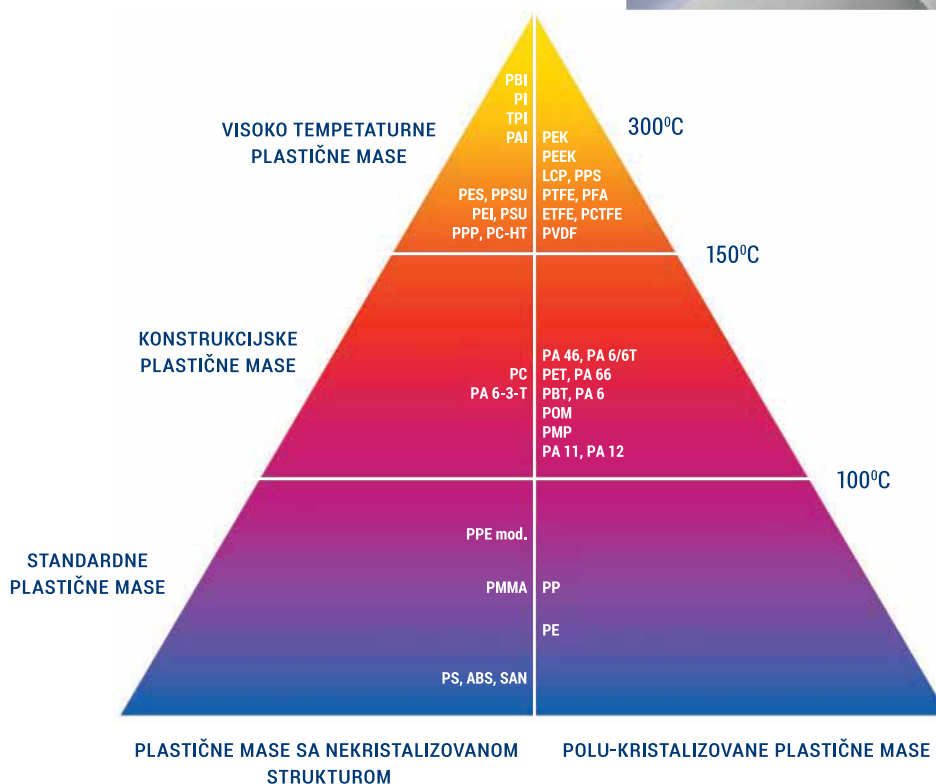 PBI
PI
TPI
PAI
VISOKO TEMPETATURNE
PLASTIČNE MASE
300⁰C
PEK
PEEK
LCP, PPS
PES, PPSU
PTFE, PFA
PEI, PSU
ETFE, PCTFE
PPP, PC-HT
PVDF
150⁰C
KONSTRUKCIJSKE
PLASTIČNE MASE
PA 46, PA 6/6T
PC
PET, PA 66
PA 6-3-T
PBT, PA 6
POM
PMP
PA 11, PA 12
100⁰C
PPE mod.
STANDARDNE
PLASTIČNE MASE
PMMA
PP
PE
PS, ABS, SAN
PLASTIČNE MASE SA NEKRISTALIZOVANOM
STRUKTUROM
POLU-KRISTALIZOVANE PLASTIČNE MASE